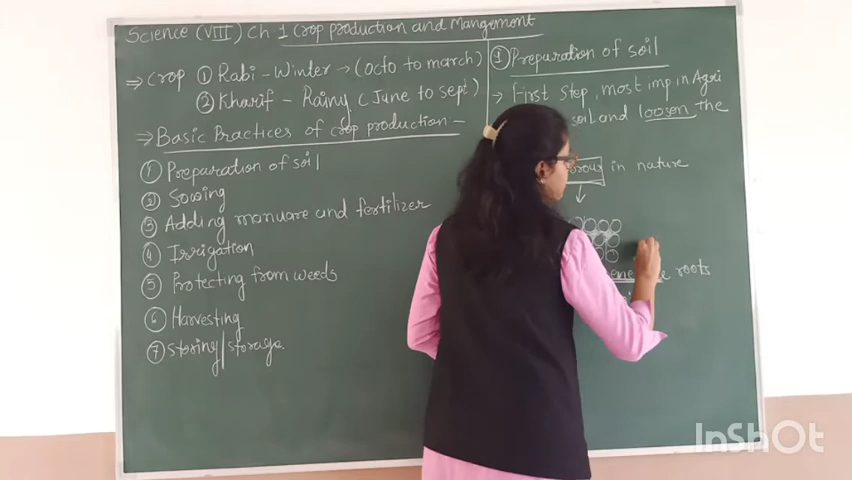 Science (VIII) Ch 1 Crop production and Mangement
⇒ Crop ① Rabi - Winter → (Octo to march)
② Kharif - Rainy (June to Sept)
⇒ Basic Practices of crop production -
① Preparation of soil
② Sowing
③ Adding manuare and fertilizer
④ Irrigation
⑤ Protecting from weeds
⑥ Harvesting
⑦ Storing/storage
① Preparation of soil
→ First step, most imp in Agri
soil and loosen the
in nature
roots
InShOt